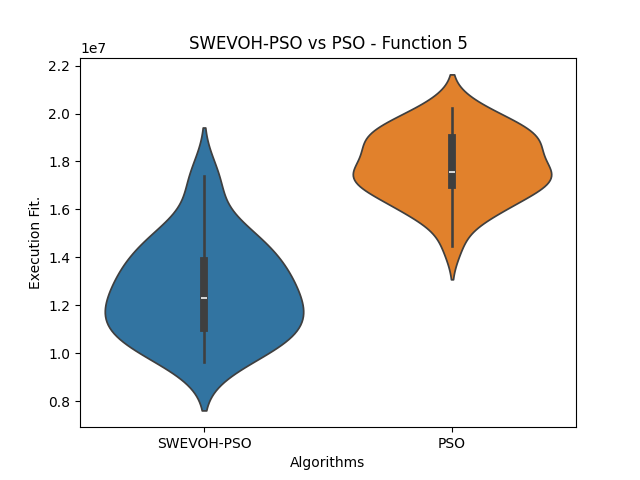 SWEVOH-PSO vs PSO - Function 5
1e7
2.2
2.0
1.8
1.6
1.4
1.2
1.0
0.8
Execution Fit.
SWEVOH-PSO
PSO
Algorithms